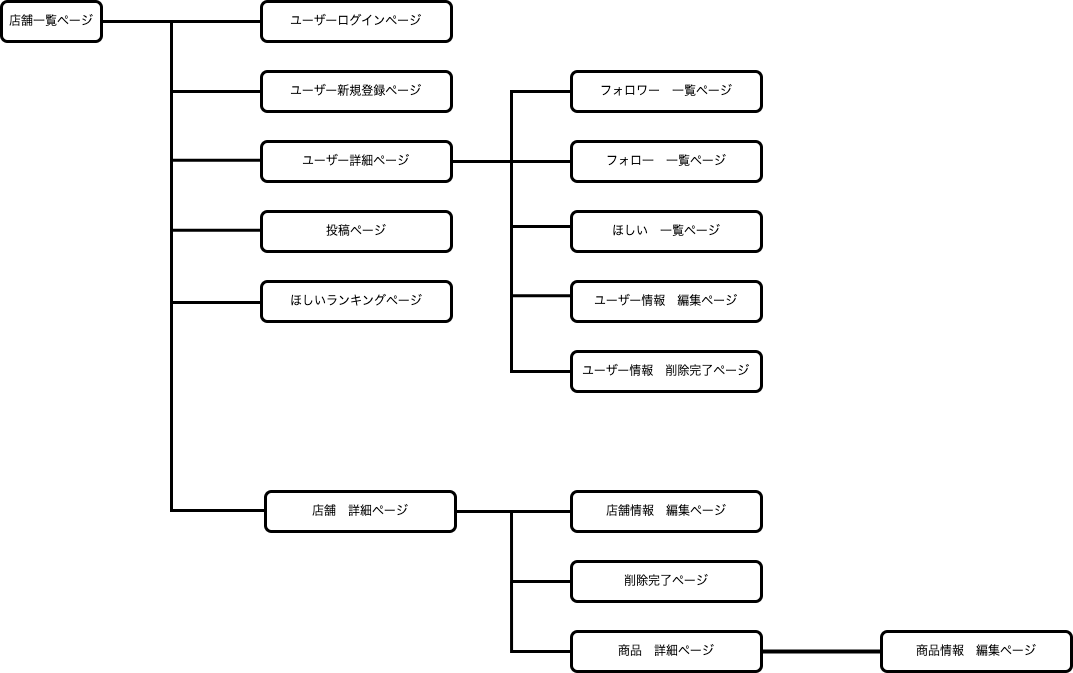 店舗一覧ページ
ユーザーログインページ
ユーザー新規登録ページ
ユーザー詳細ページ
フォロワー　一覧ページ
フォロー　一覧ページ
ほしい　一覧ページ
ユーザー情報　編集ページ
ユーザー情報　削除完了ページ
投稿ページ
ほしいランキングページ
店舗　詳細ページ
店舗情報　編集ページ
削除完了ページ
商品　詳細ページ
商品情報　編集ページ